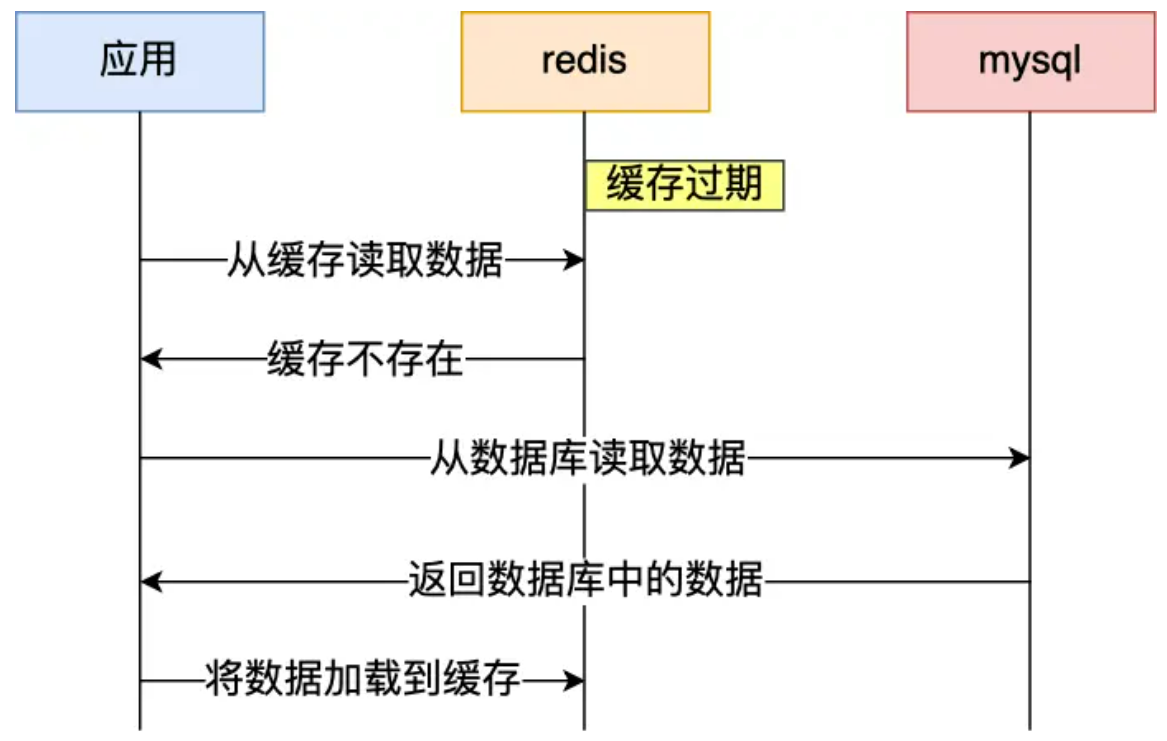 应用
redis
mysql
缓存过期
从缓存读取数据
缓存不存在
从数据库读取数据
返回数据库中的数据
将数据加载到缓存